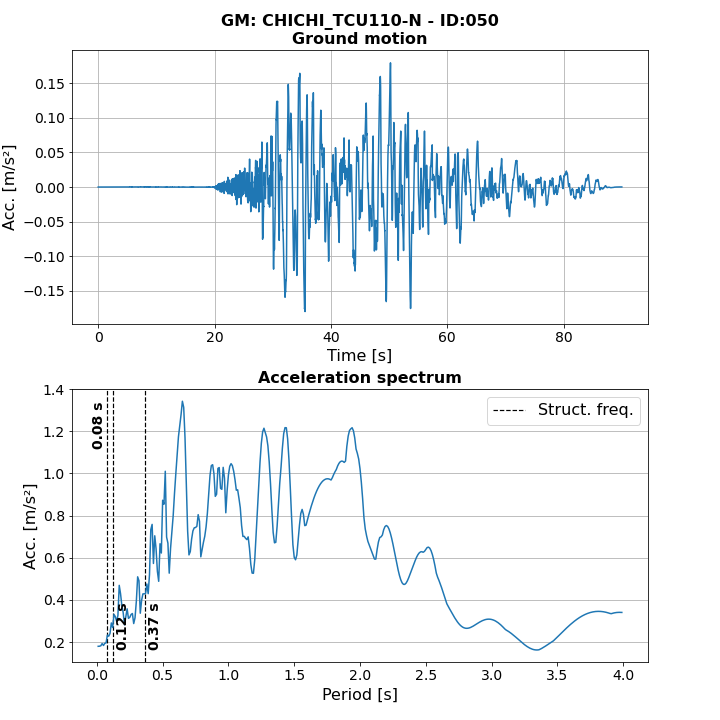 GM: CHICHI_TCU110-N - ID:050
Ground motion
0.15
0.10
0.05
0.00
−0.05
−0.10
−0.15
Acc. [m/s²]
0 20 40 60 80
Time [s]
Acceleration spectrum
1.4
1.2
1.0
0.8
0.6
0.4
0.2
Acc. [m/s²]
Struct. freq.
0.08 s
0.12 s
0.37 s
0.0 0.5 1.0 1.5 2.0 2.5 3.0 3.5 4.0
Period [s]